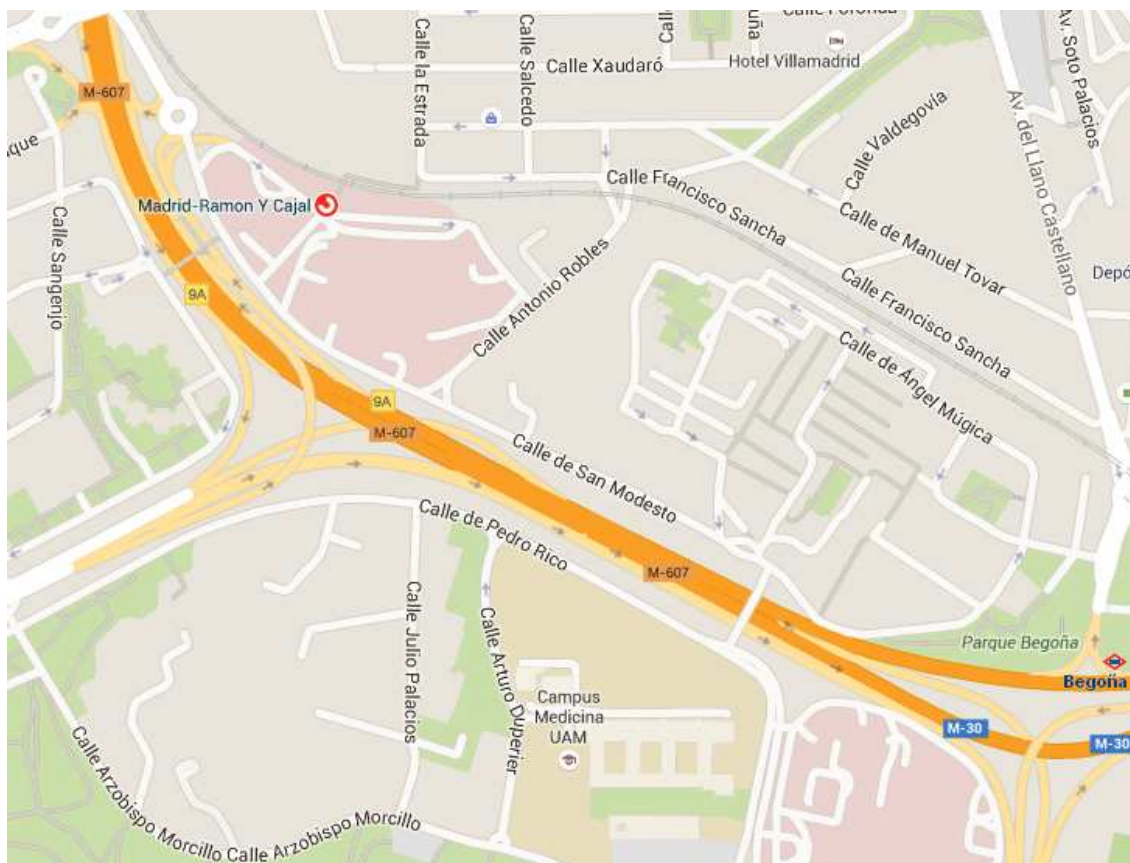 Calle Foronda
Calle la Estrada
Calle Salcedo
Hotel Villamadrid
Calle Xaudaró
Av. Soto Palacios
M-607
Av. del Llano Castellano
Calle Valdegovía
Calle Francisco Sancha
Madrid-Ramon Y Cajal
Calle de Manuel Tovar
Calle Sangenjo
Calle Antonio Robles
Calle Francisco Sancha
9A
Calle de Ángel Múgica
9A
M-607
Calle de San Modesto
Calle de Pedro Rico
M-607
Calle Julio Palacios
Calle Arturo Duperier
Parque Begoña
Begoña
Campus
Medicina
UAM
M-30
M-30
Calle Arzobispo Morcillo
Calle Arzobispo Morcillo